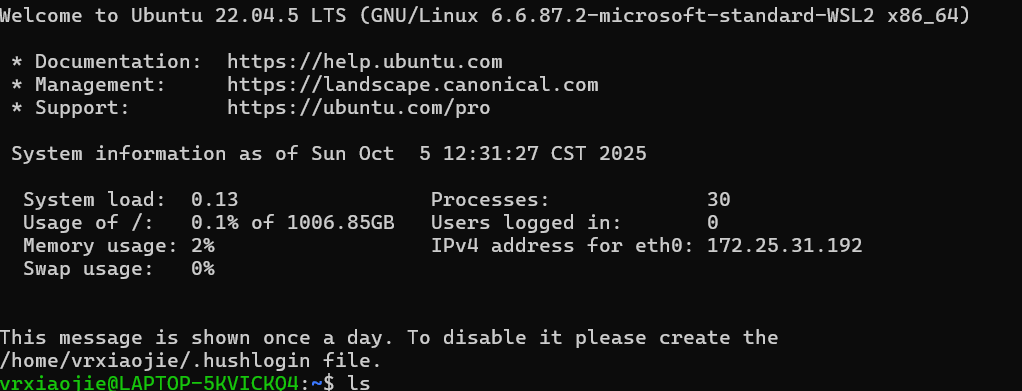 Welcome to Ubuntu 22.04.5 LTS (GNU/Linux 6.6.87.2-microsoft-standard-WSL2 x86_64)
* Documentation:  https://help.ubuntu.com
* Management:     https://landscape.canonical.com
* Support:        https://ubuntu.com/pro
System information as of Sun Oct  5 12:31:27 CST 2025
System load:  0.13                Processes:             30
Usage of /:   0.1% of 1006.85GB   Users logged in:       0
Memory usage: 2%                  IPv4 address for eth0: 172.25.31.192
Swap usage:   0%
This message is shown once a day. To disable it please create the
/home/vrxiaojie/.hushlogin file.
vrxiaojie@LAPTOP-5KVICKO4:~$ ls